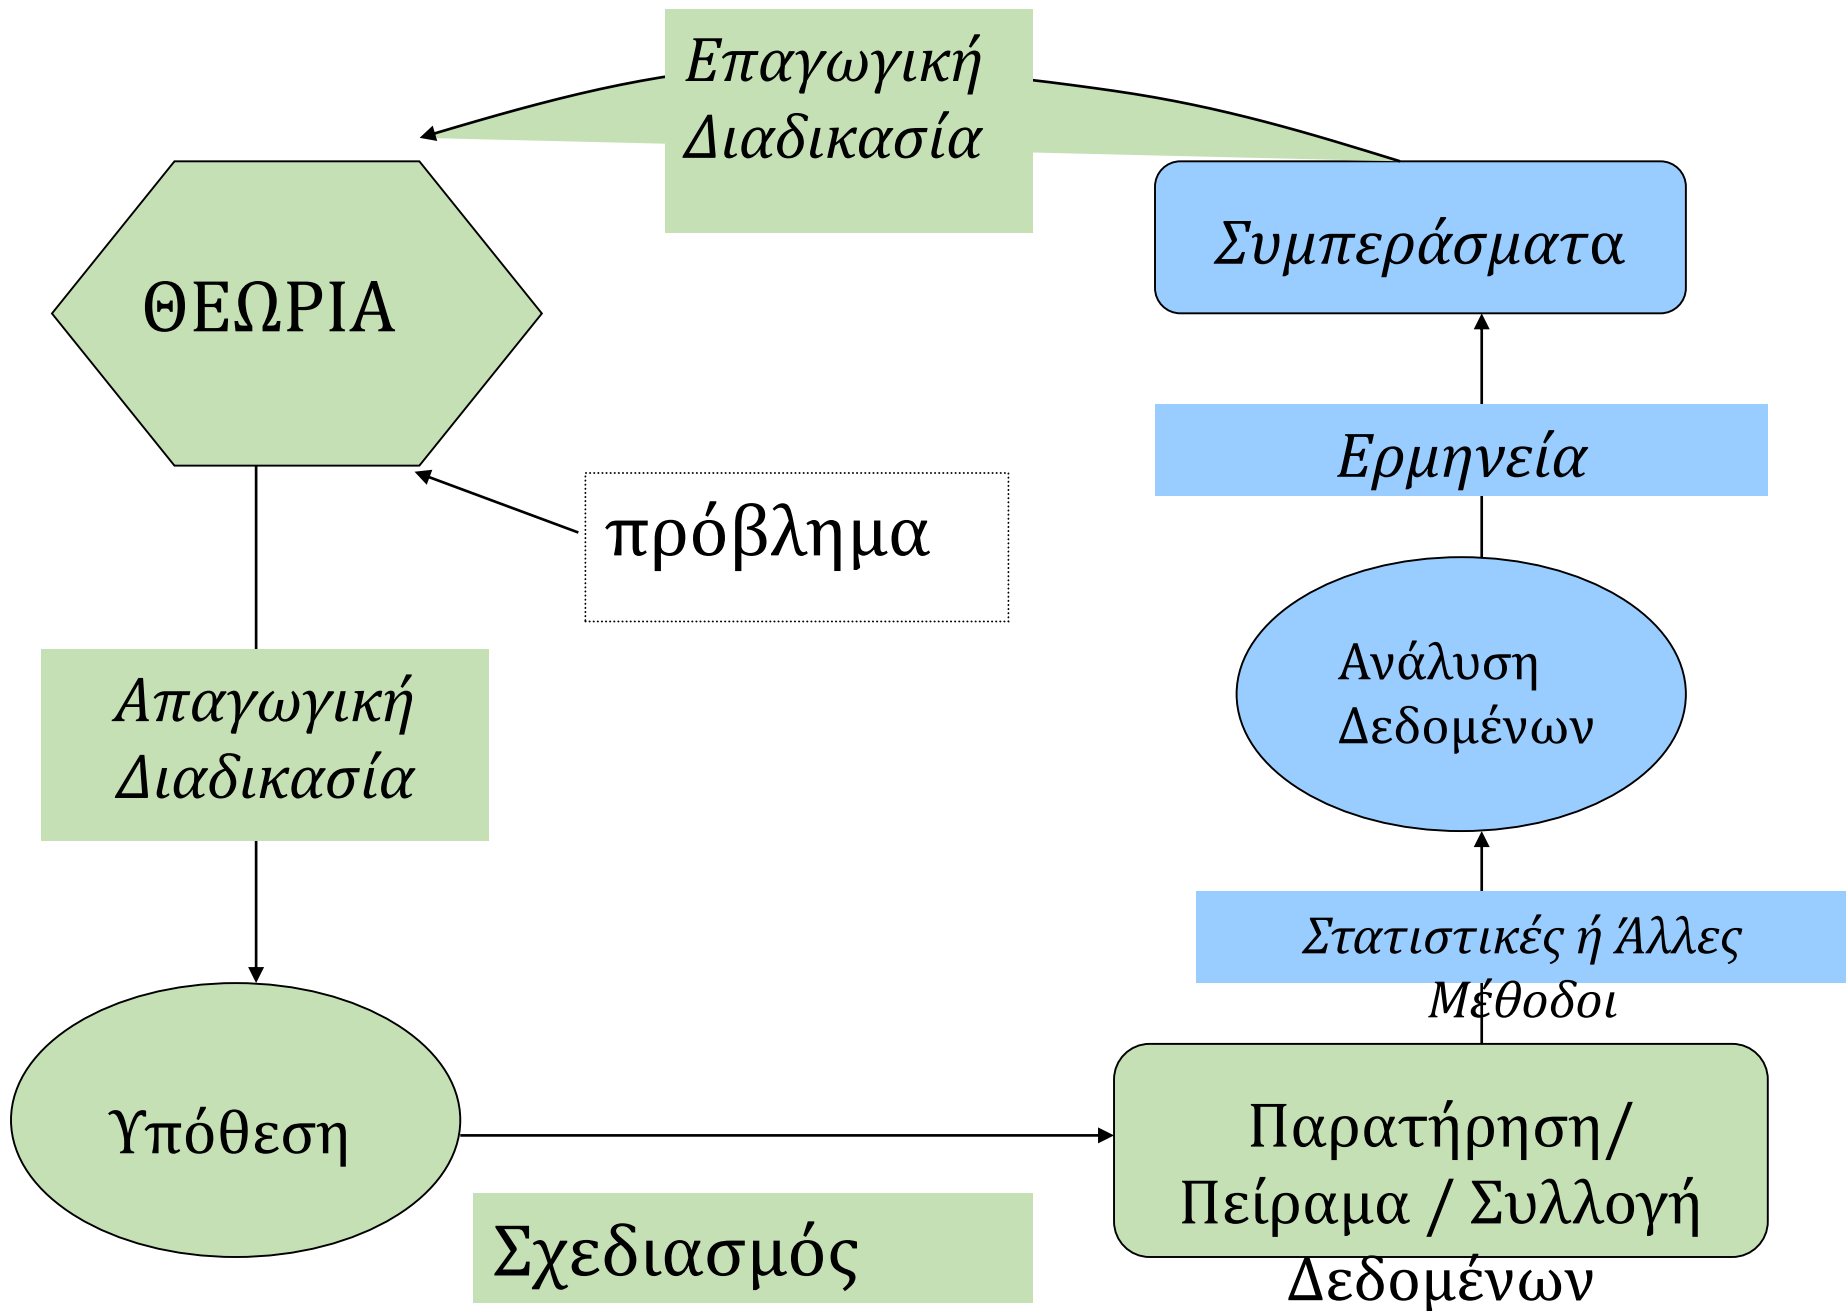 Επαγωγική
Διαδικασία
Συμπεράσματα
ΘΕΩΡΙΑ
Ερμηνεία
πρόβλημα
Ανάλυση
Δεδομένων
Απαγωγική
Διαδικασία
Στατιστικές ή Άλλες
Μέθοδοι
Υπόθεση
Παρατήρηση/
Πείραμα / Συλλογή
Δεδομένων
Σχεδιασμός